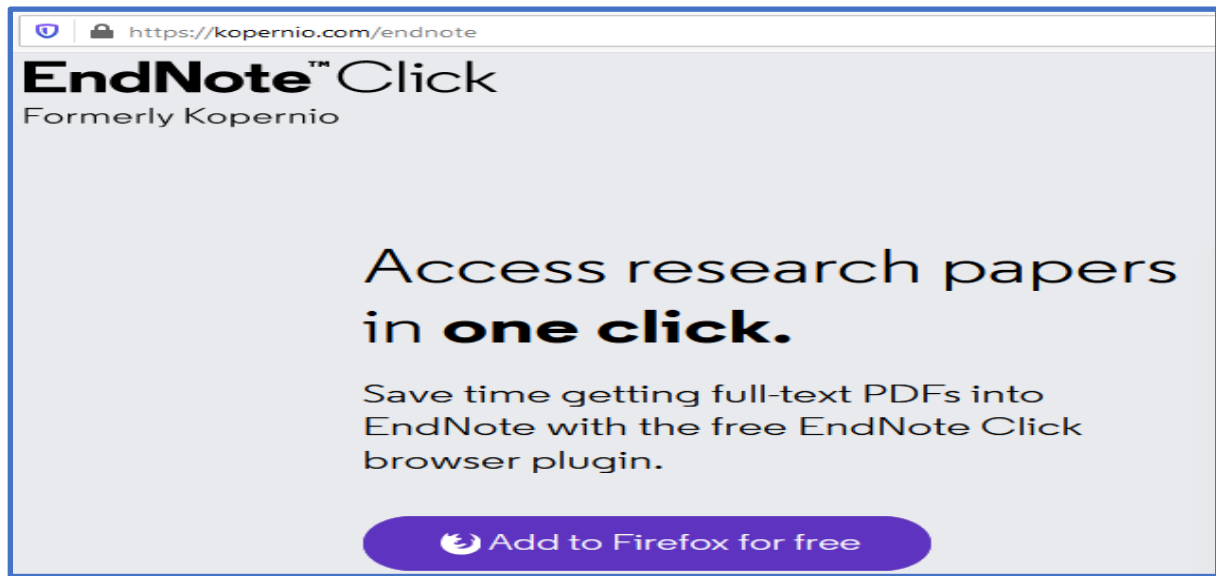 https://kopernio.com/endnote
EndNote™ Click
Formerly Kopernio
Access research papers
in one click.
Save time getting full-text PDFs into
EndNote with the free EndNote Click
browser plugin.
Add to Firefox for free